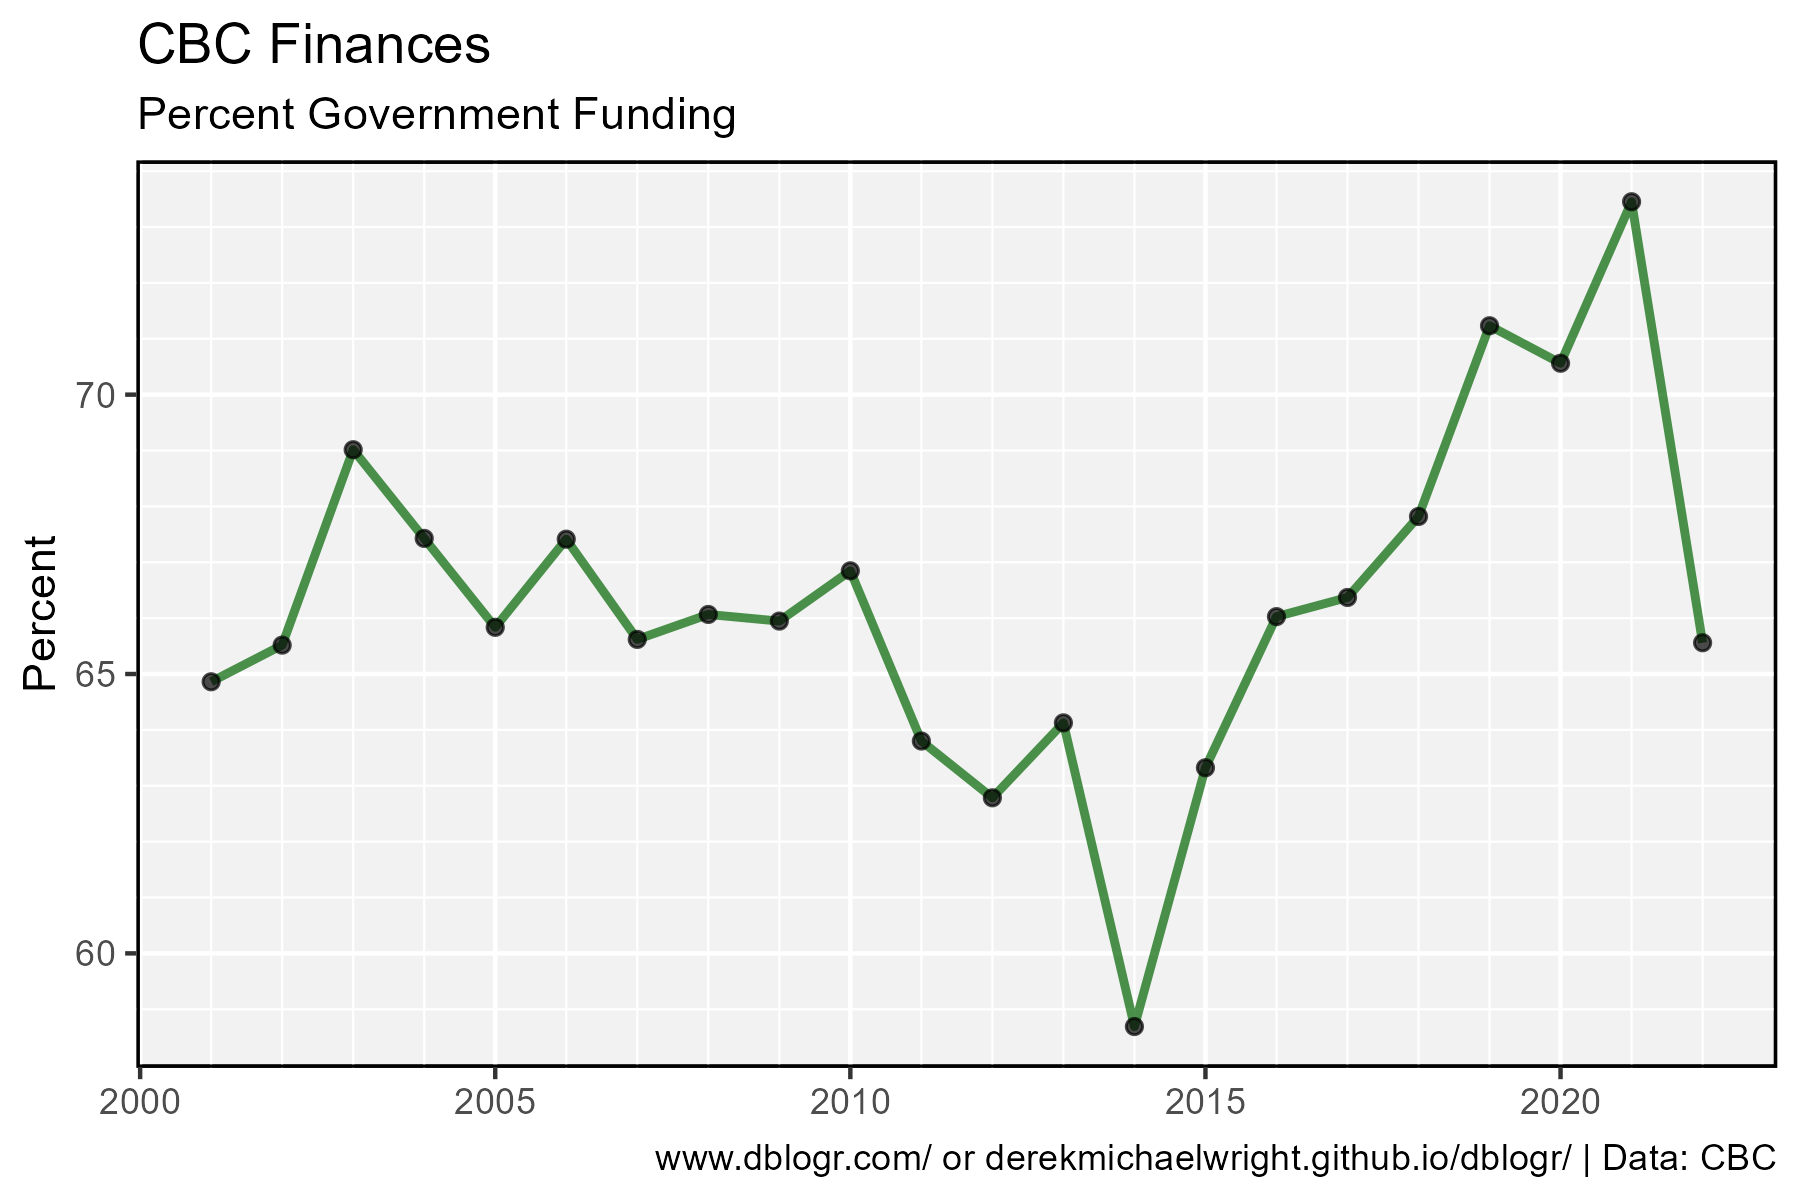 CBC Finances
Percent Government Funding
Percent
70
65
60
2000 2005 2010 2015 2020
www.dblogr.com/ or derekmichaelwright.github.io/dblogr/ | Data: CBC